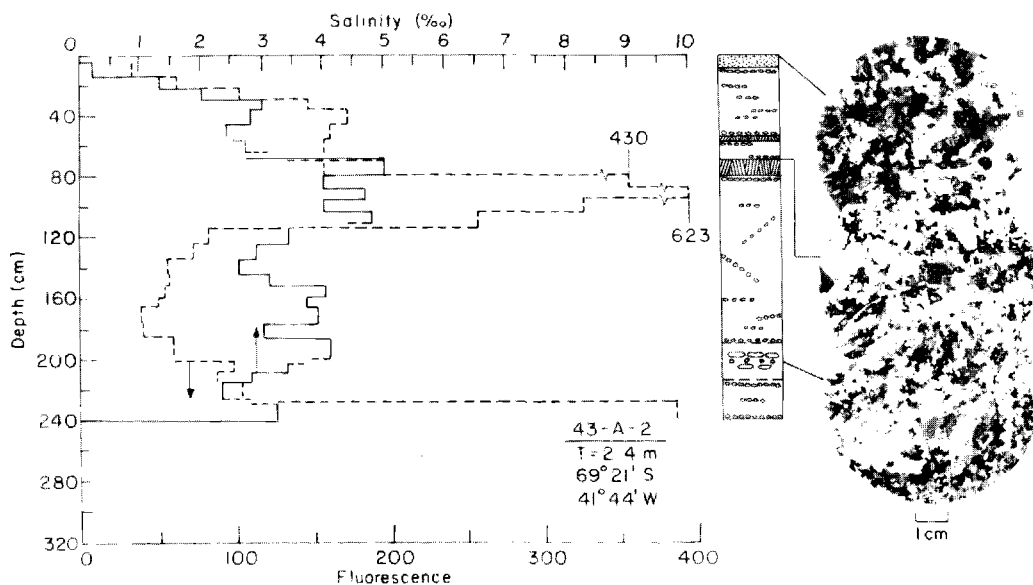 Salinity (‰)
0 1 2 3 4 5 6 7 8 9 10
0
40
80
120
160
200
240
280
320
Depth (cm)
430
623
43-A-2
T=2 4 m
69°21' S
41°44' W
0 100 200 300 400
Fluorescence
1cm